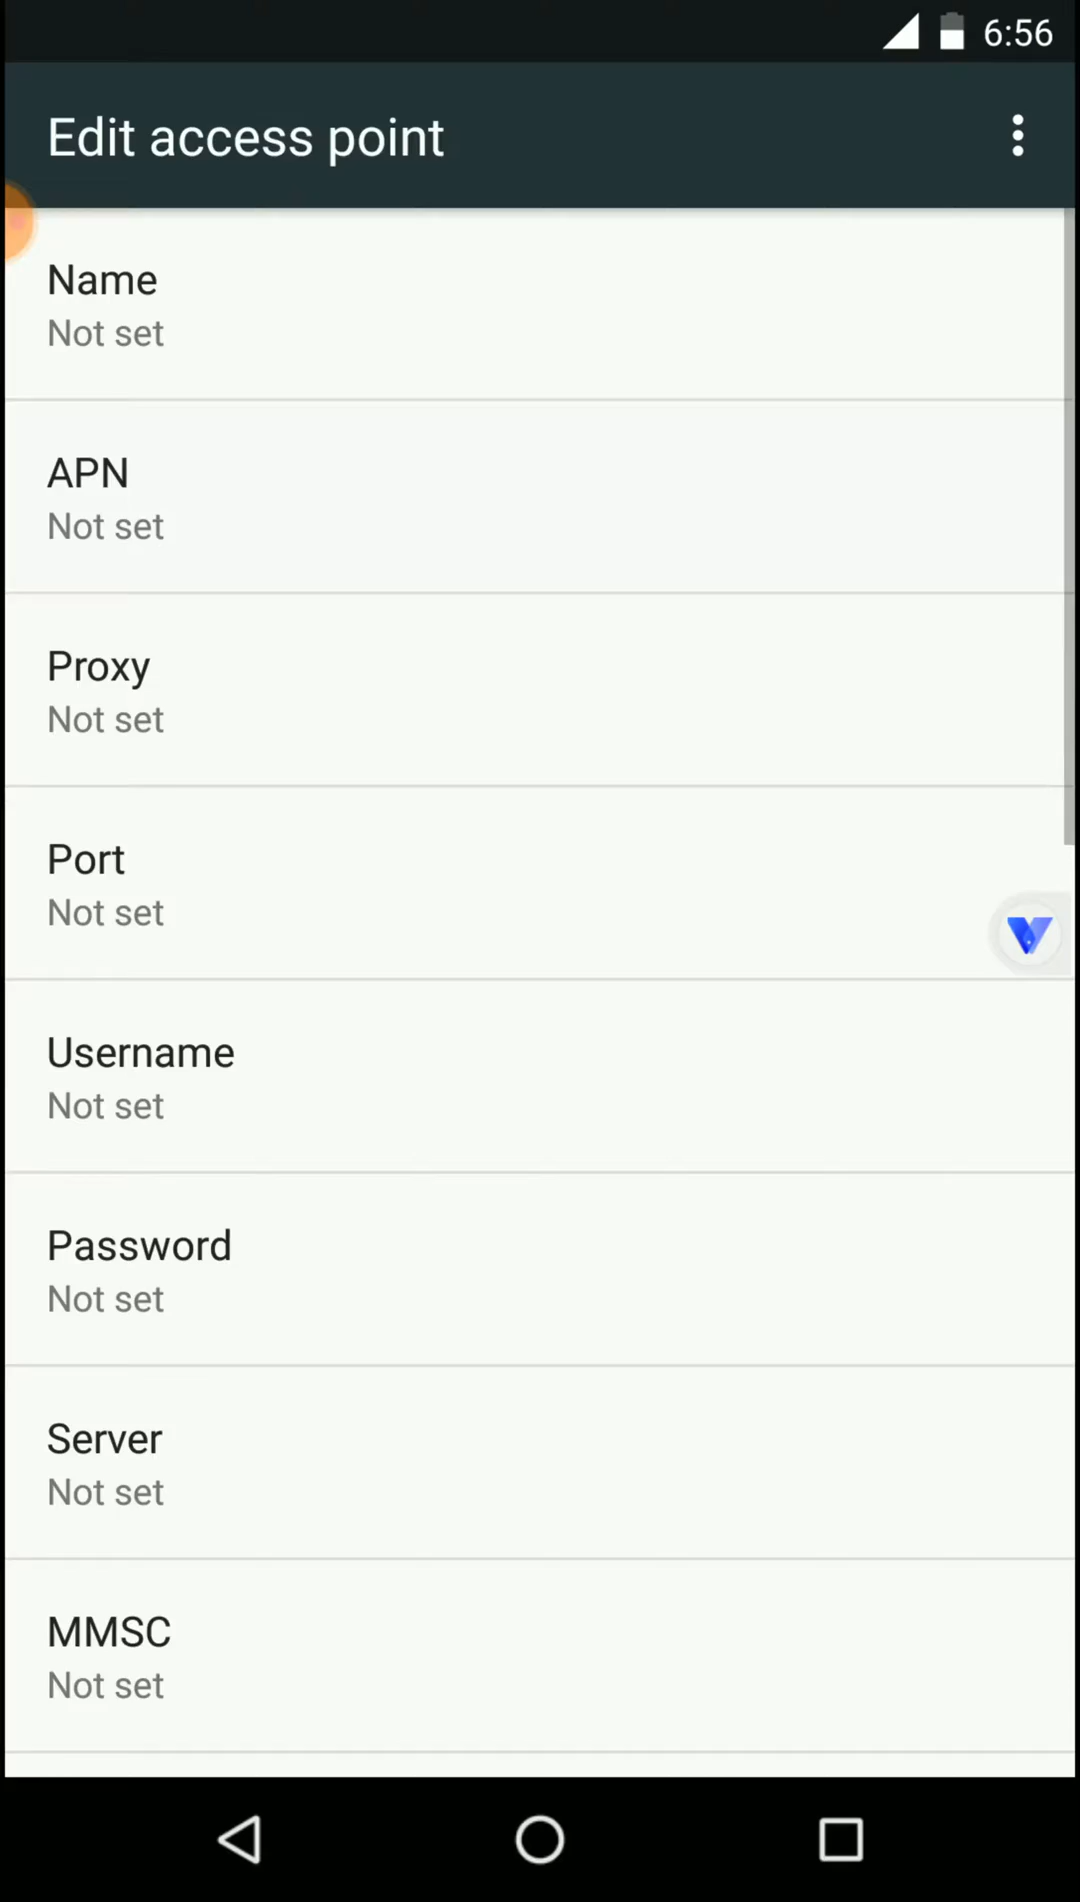 6:56
Edit access point
Name
Not set
APN
Not set
Proxy
Not set
Port
Not set
Username
Not set
Password
Not set
Server
Not set
MMSC
Not set